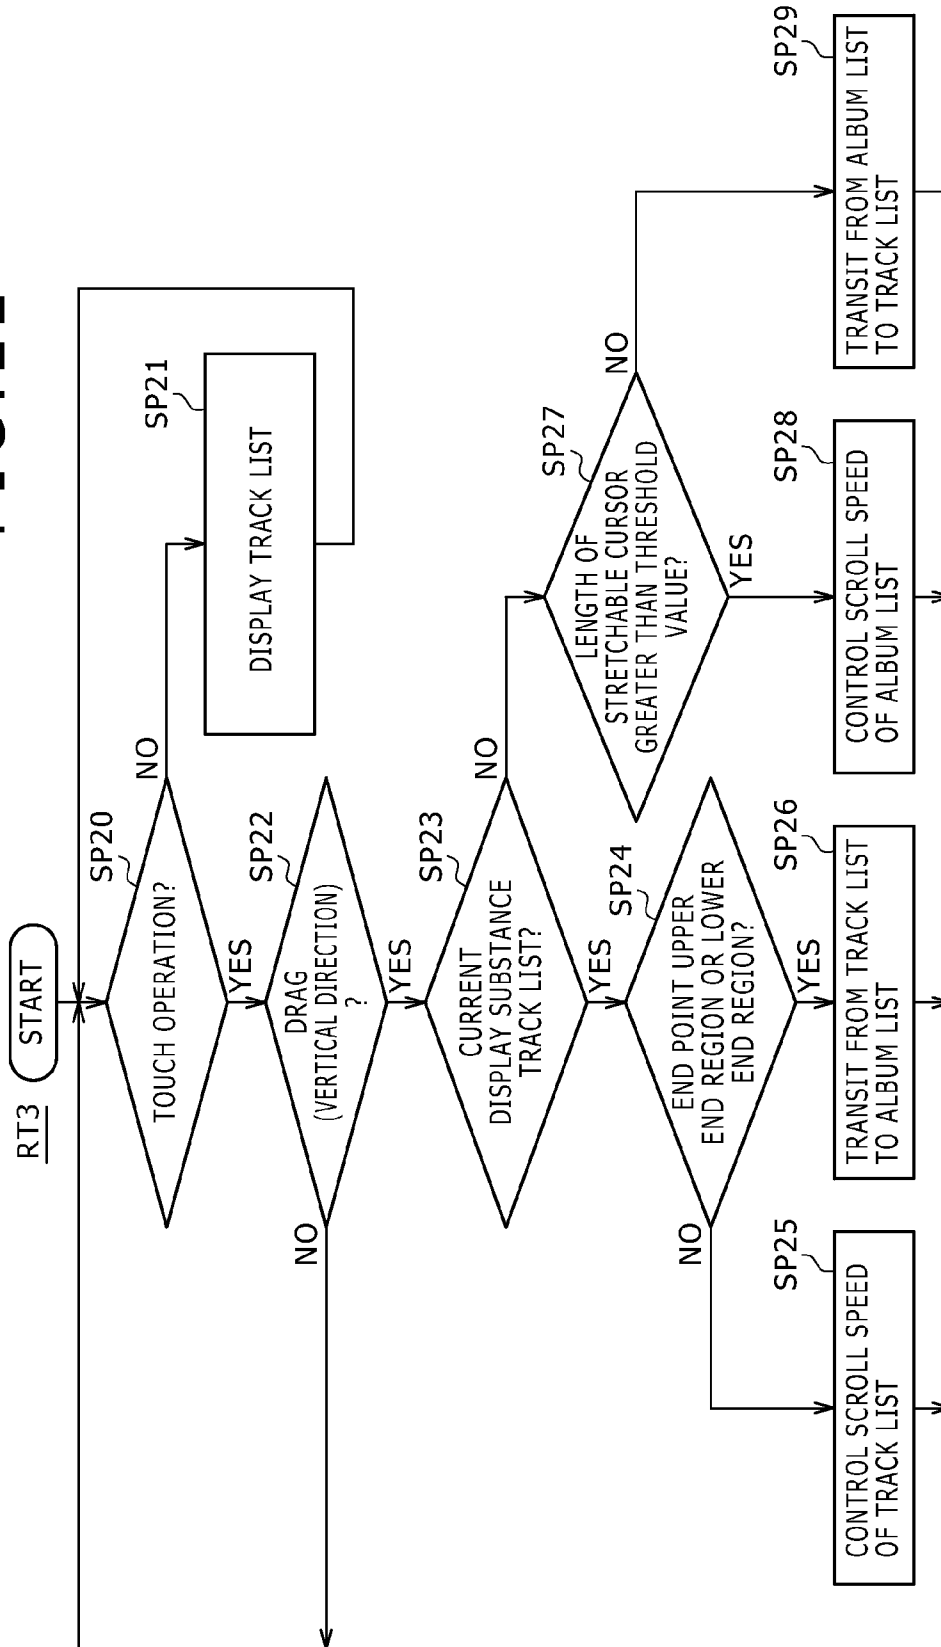 RT3
START
SP20
TOUCH OPERATION?
NO
YES
SP21
DISPLAY TRACK LIST
SP22
DRAG
(VERTICAL DIRECTION)
?
NO
YES
SP23
CURRENT
DISPLAY SUBSTANCE
TRACK LIST?
NO
YES
SP24
END POINT UPPER
END REGION OR LOWER
END REGION?
NO
YES
SP27
LENGTH OF
STRETCHABLE CURSOR
GREATER THAN THRESHOLD
VALUE?
NO
YES
SP25
CONTROL SCROLL SPEED
OF TRACK LIST
SP26
TRANSIT FROM TRACK LIST
TO ALBUM LIST
SP28
CONTROL SCROLL SPEED
OF ALBUM LIST
SP29
TRANSIT FROM ALBUM LIST
TO TRACK LIST